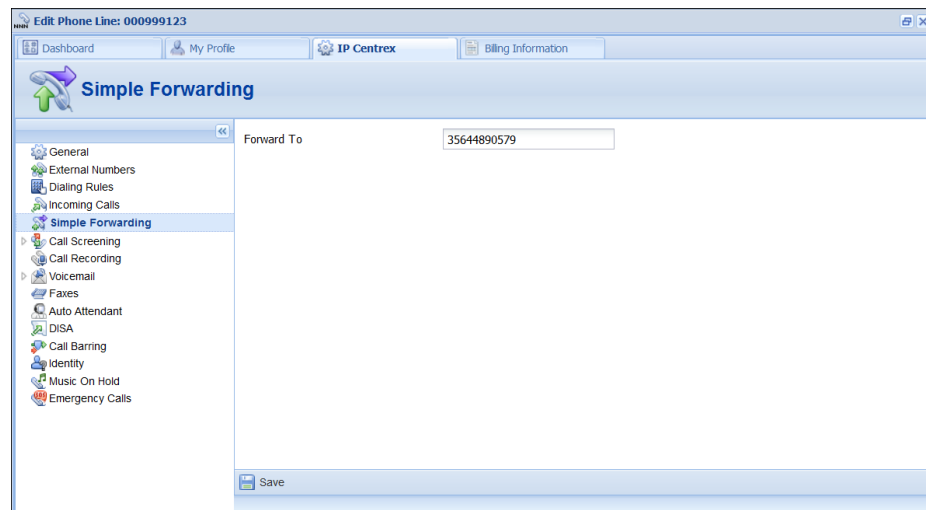 Edit Phone Line: 000999123
Dashboard
My Profile
IP Centrex
Billing Information
Simple Forwarding
General
External Numbers
Dialing Rules
Incoming Calls
Simple Forwarding
Call Screening
Call Recording
Voicemail
Faxes
Auto Attendant
DISA
Call Barring
Identity
Music On Hold
Emergency Calls
Forward To
35644890579
Save